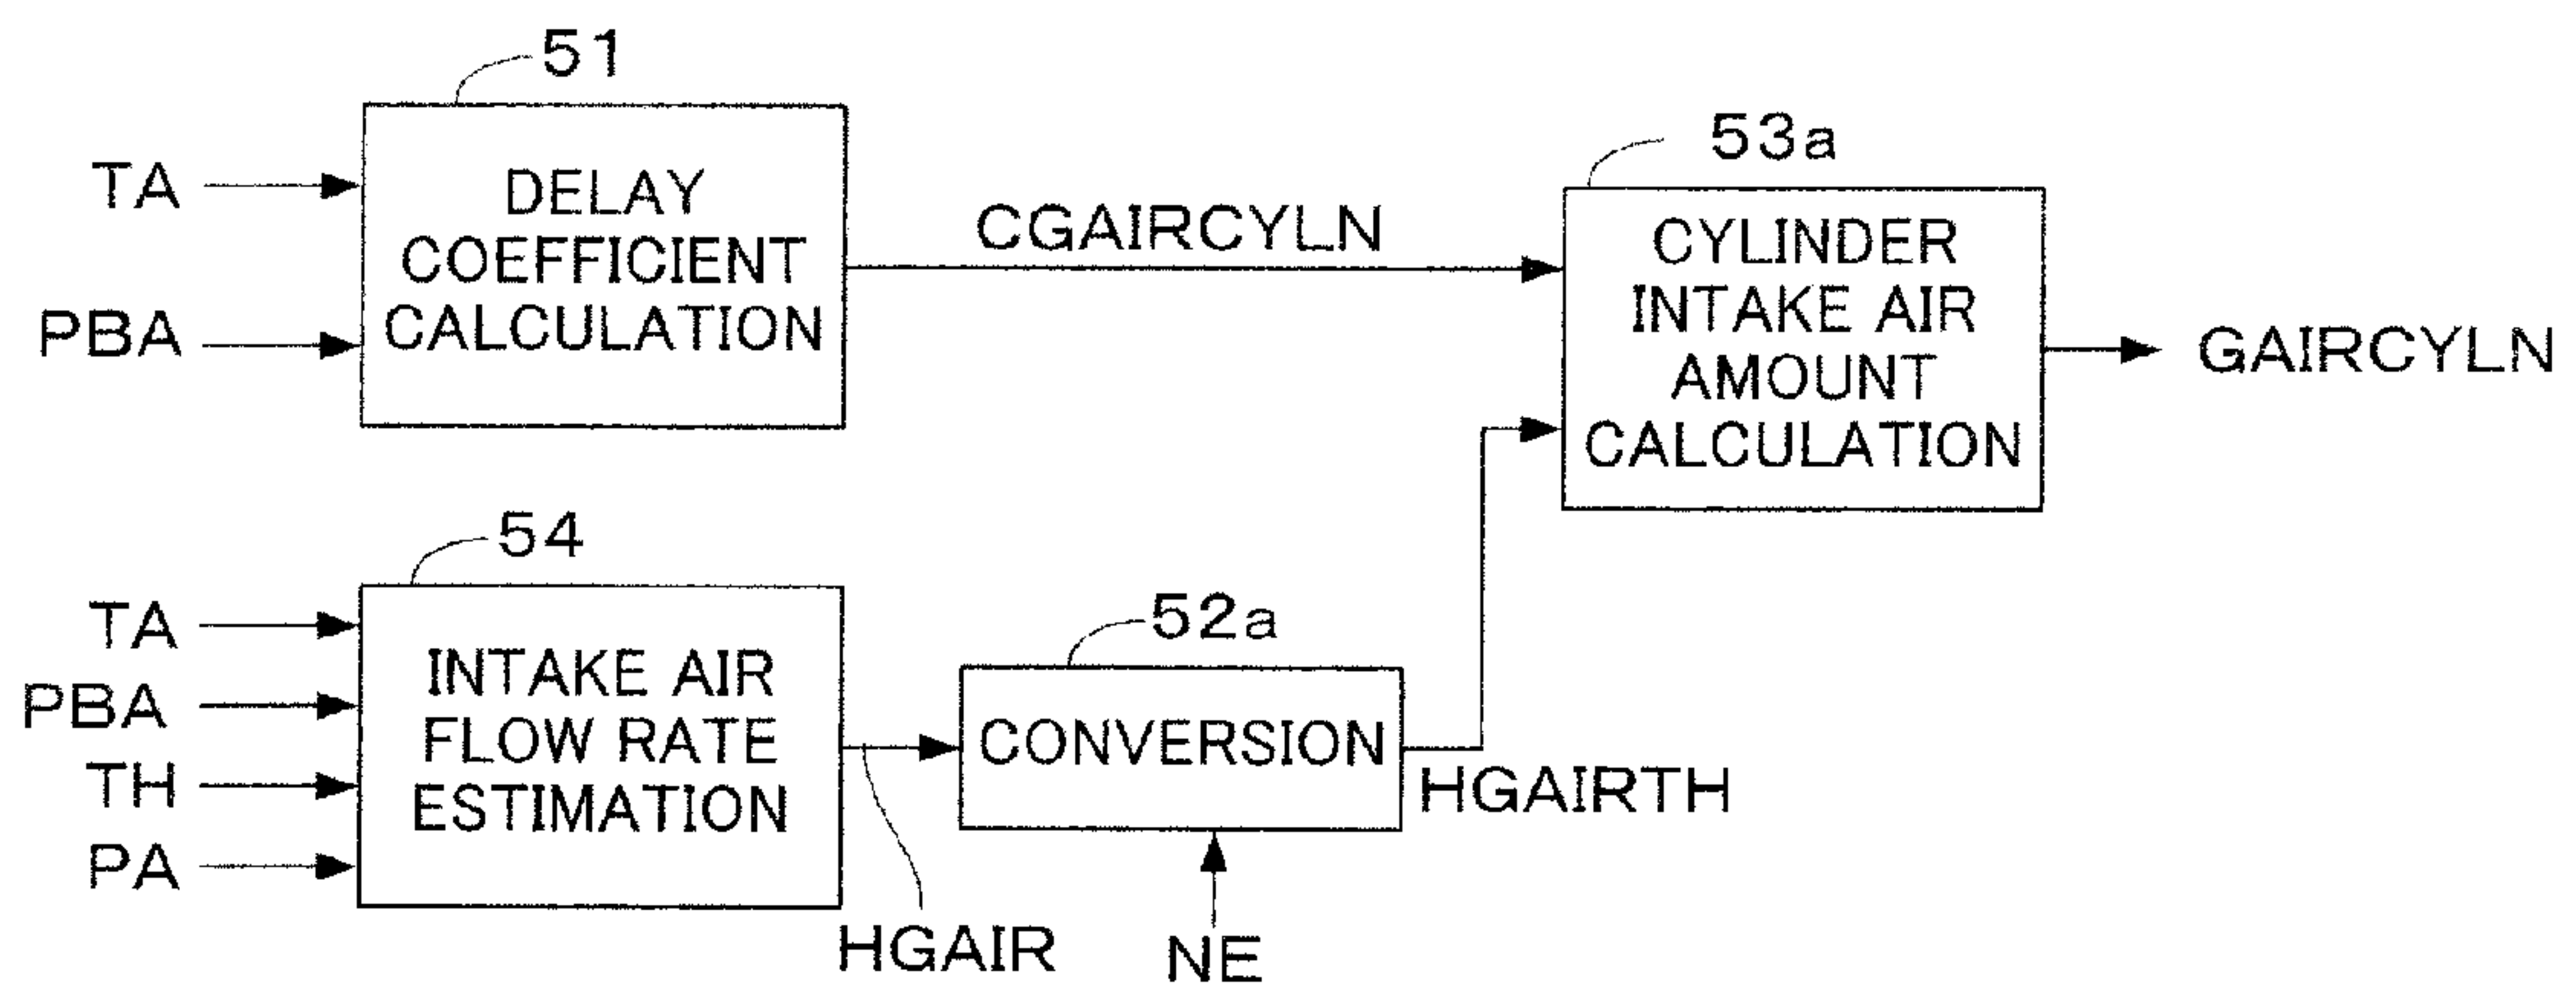 51
TA
PBA
DELAY
COEFFICIENT
CALCULATION
CGAIRCYLN
53a
CYLINDER
INTAKE AIR
AMOUNT
CALCULATION
GAIRCYLN
54
TA
PBA
TH
PA
INTAKE AIR
FLOW RATE
ESTIMATION
HGAIR
52a
CONVERSION
NE
HGAIRTH